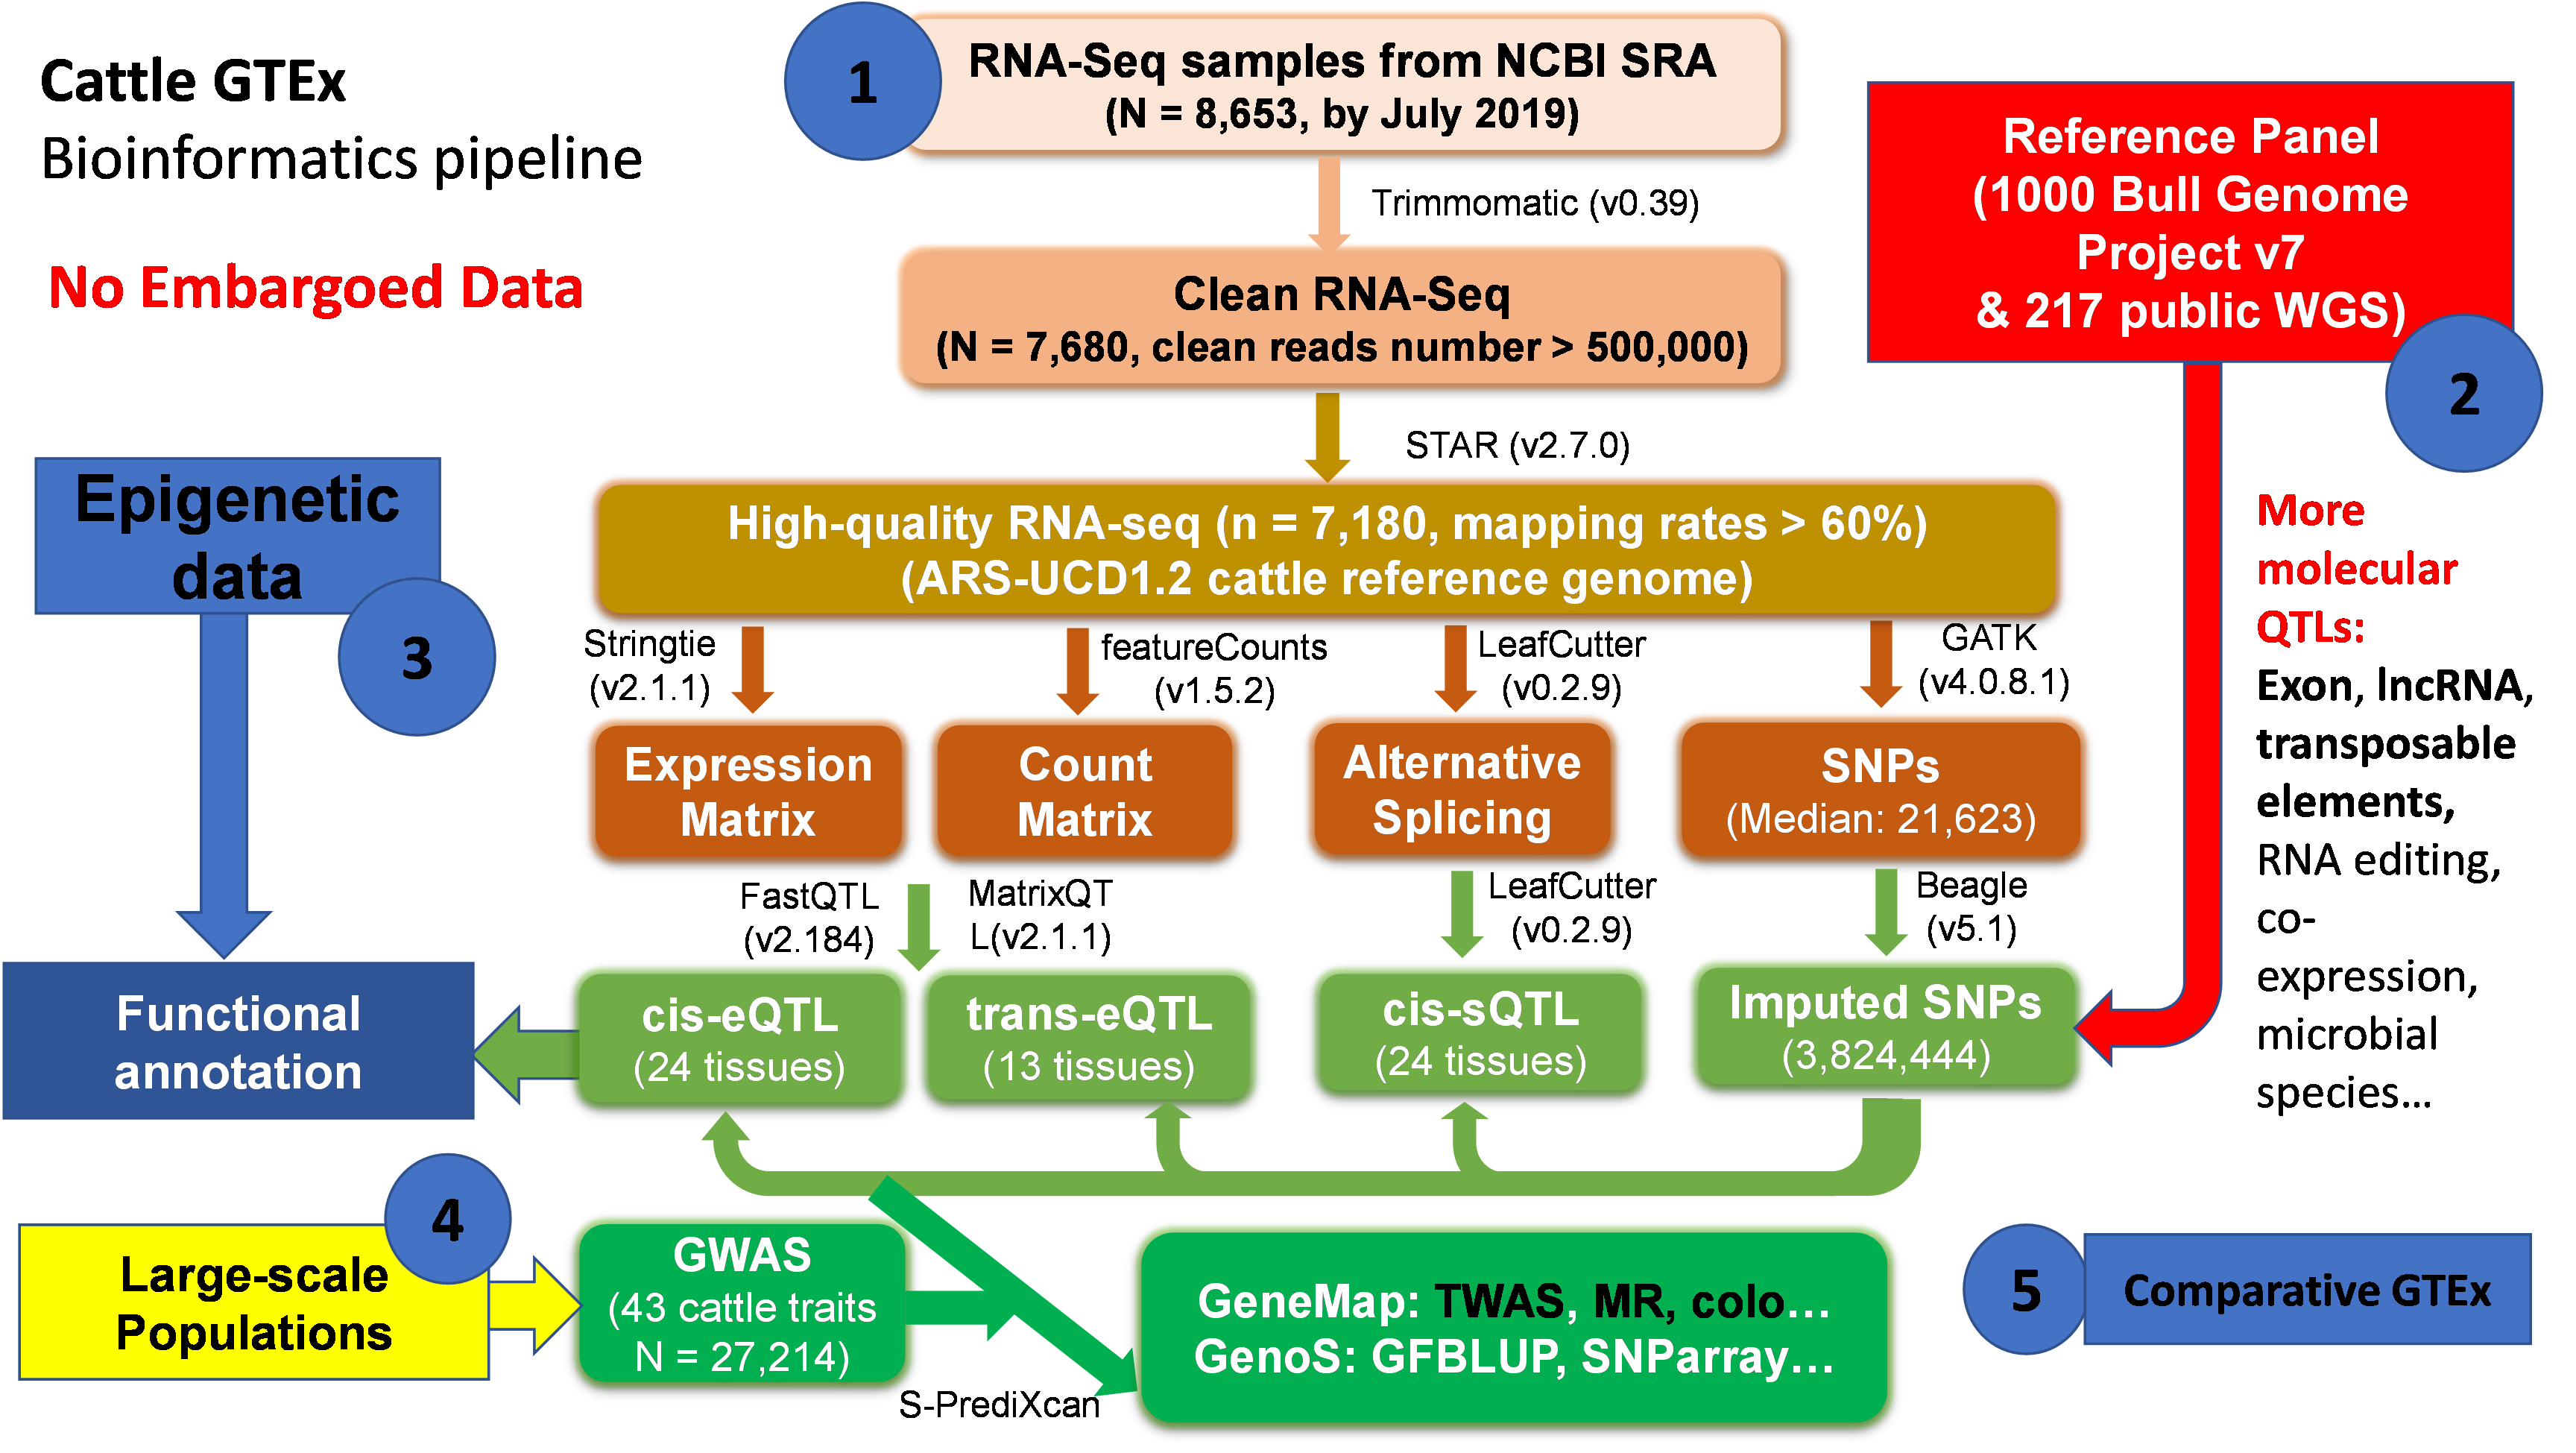 Cattle GTEx
Bioinformatics pipeline
No Embargoed Data
1
RNA-Seq samples from NCBI SRA
(N = 8,653, by July 2019)
Trimmomatic (v0.39)
Clean RNA-Seq
(N = 7,680, clean reads number > 500,000)
Reference Panel
(1000 Bull Genome
Project v7
& 217 public WGS)
2
STAR (v2.7.0)
High-quality RNA-seq (n = 7,180, mapping rates > 60%)
(ARS-UCD1.2 cattle reference genome)
Epigenetic
data
3
Stringtie
(v2.1.1)
featureCounts
(v1.5.2)
LeafCutter
(v0.2.9)
GATK
(v4.0.8.1)
Expression
Matrix
Count
Matrix
Alternative
Splicing
SNPs
(Median: 21,623)
FastQTL
(v2.184)
MatrixQT
L(v2.1.1)
LeafCutter
(v0.2.9)
Beagle
(v5.1)
More
molecular
QTLs:
Exon, lncRNA,
transposable
elements,
RNA editing,
co-
expression,
microbial
species...
Functional
annotation
cis-eQTL
(24 tissues)
trans-eQTL
(13 tissues)
cis-sQTL
(24 tissues)
Imputed SNPs
(3,824,444)
4
Large-scale
Populations
GWAS
(43 cattle traits
N = 27,214)
S-PrediXcan
GeneMap: TWAS, MR, colo...
GenoS: GFBLUP, SNParray...
5
Comparative GTEx